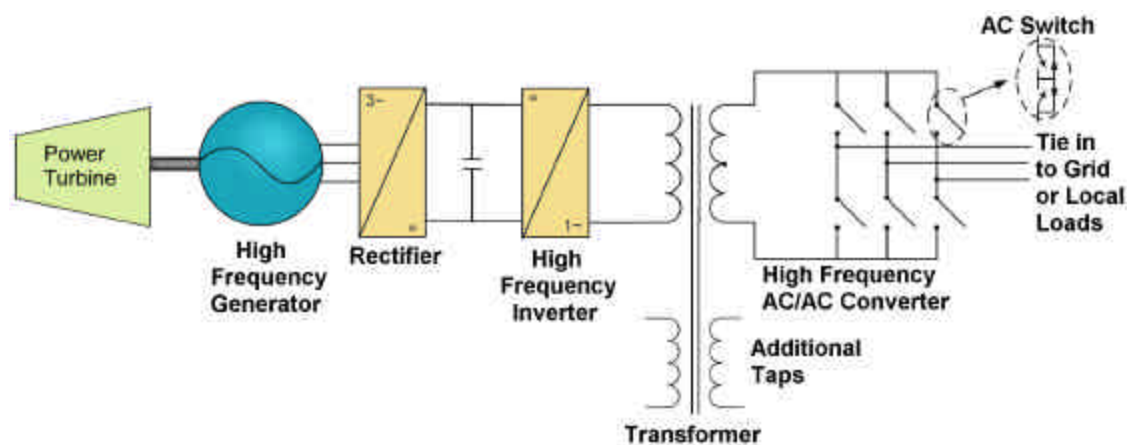 AC Switch
Power
Turbine
3~
=
=
1~
Tie in
to Grid
or Local
Loads
High
Frequency
Generator
Rectifier
High
Frequency
Inverter
High Frequency
AC/AC Converter
Additional
Taps
Transformer